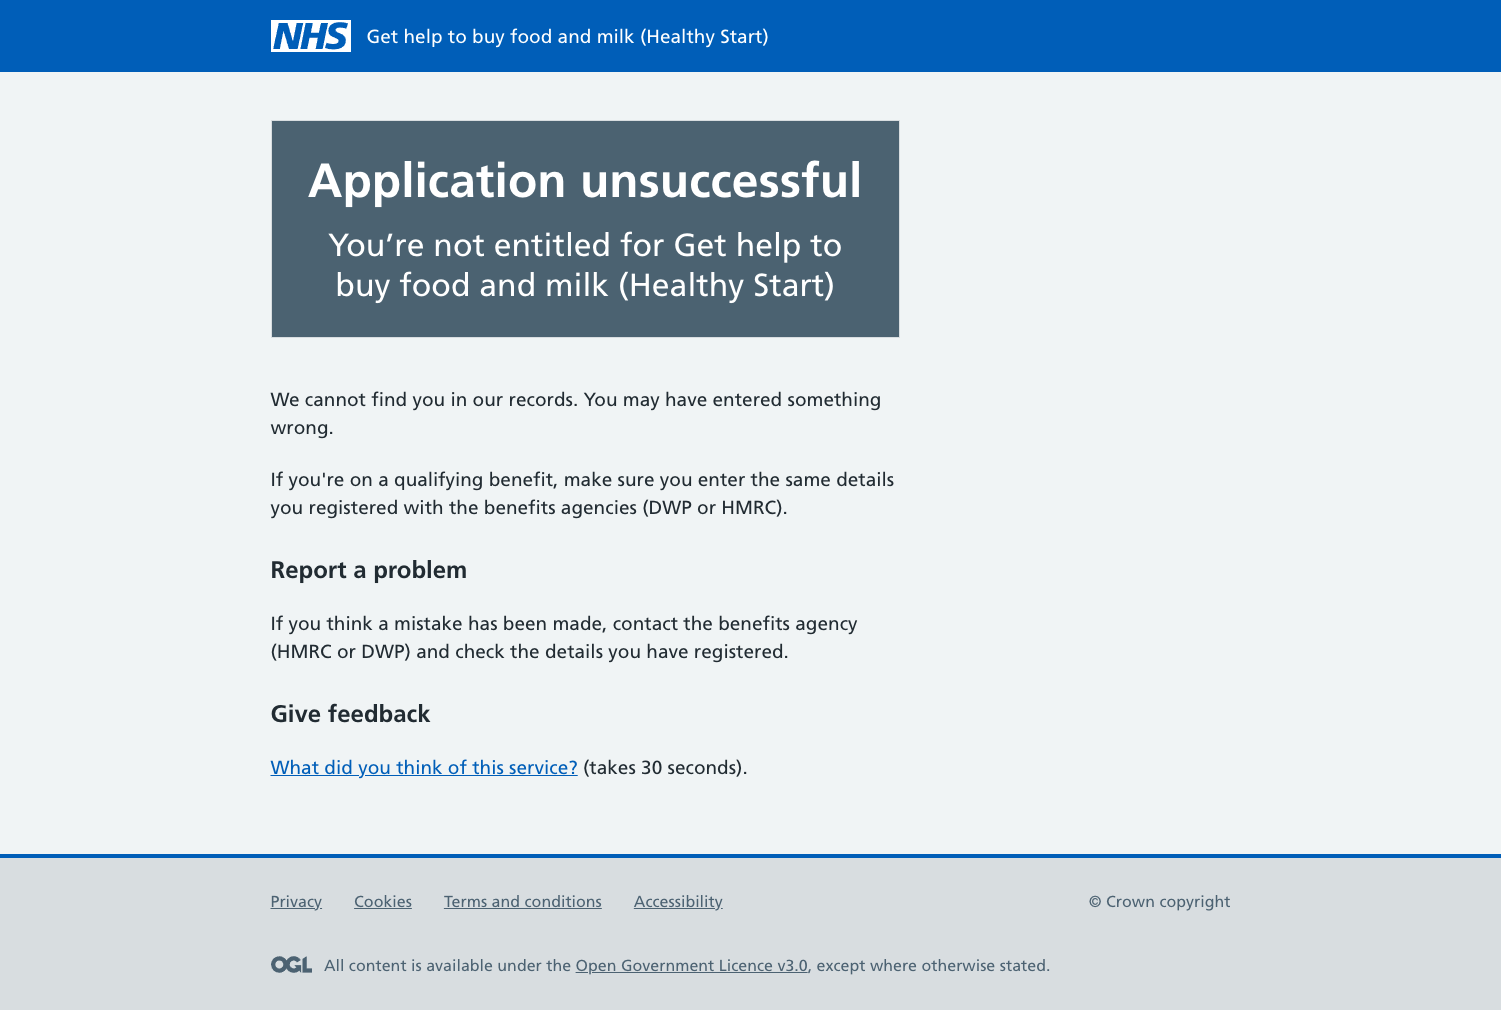 NHS Get help to buy food and milk (Healthy Start)
Application unsuccessful
You’re not entitled for Get help to
buy food and milk (Healthy Start)
We cannot find you in our records. You may have entered something
wrong.
If you're on a qualifying benefit, make sure you enter the same details
you registered with the benefits agencies (DWP or HMRC).
Report a problem
If you think a mistake has been made, contact the benefits agency
(HMRC or DWP) and check the details you have registered.
Give feedback
What did you think of this service? (takes 30 seconds).
Privacy Cookies Terms and conditions Accessibility © Crown copyright
OGL All content is available under the Open Government Licence v3.0, except where otherwise stated.